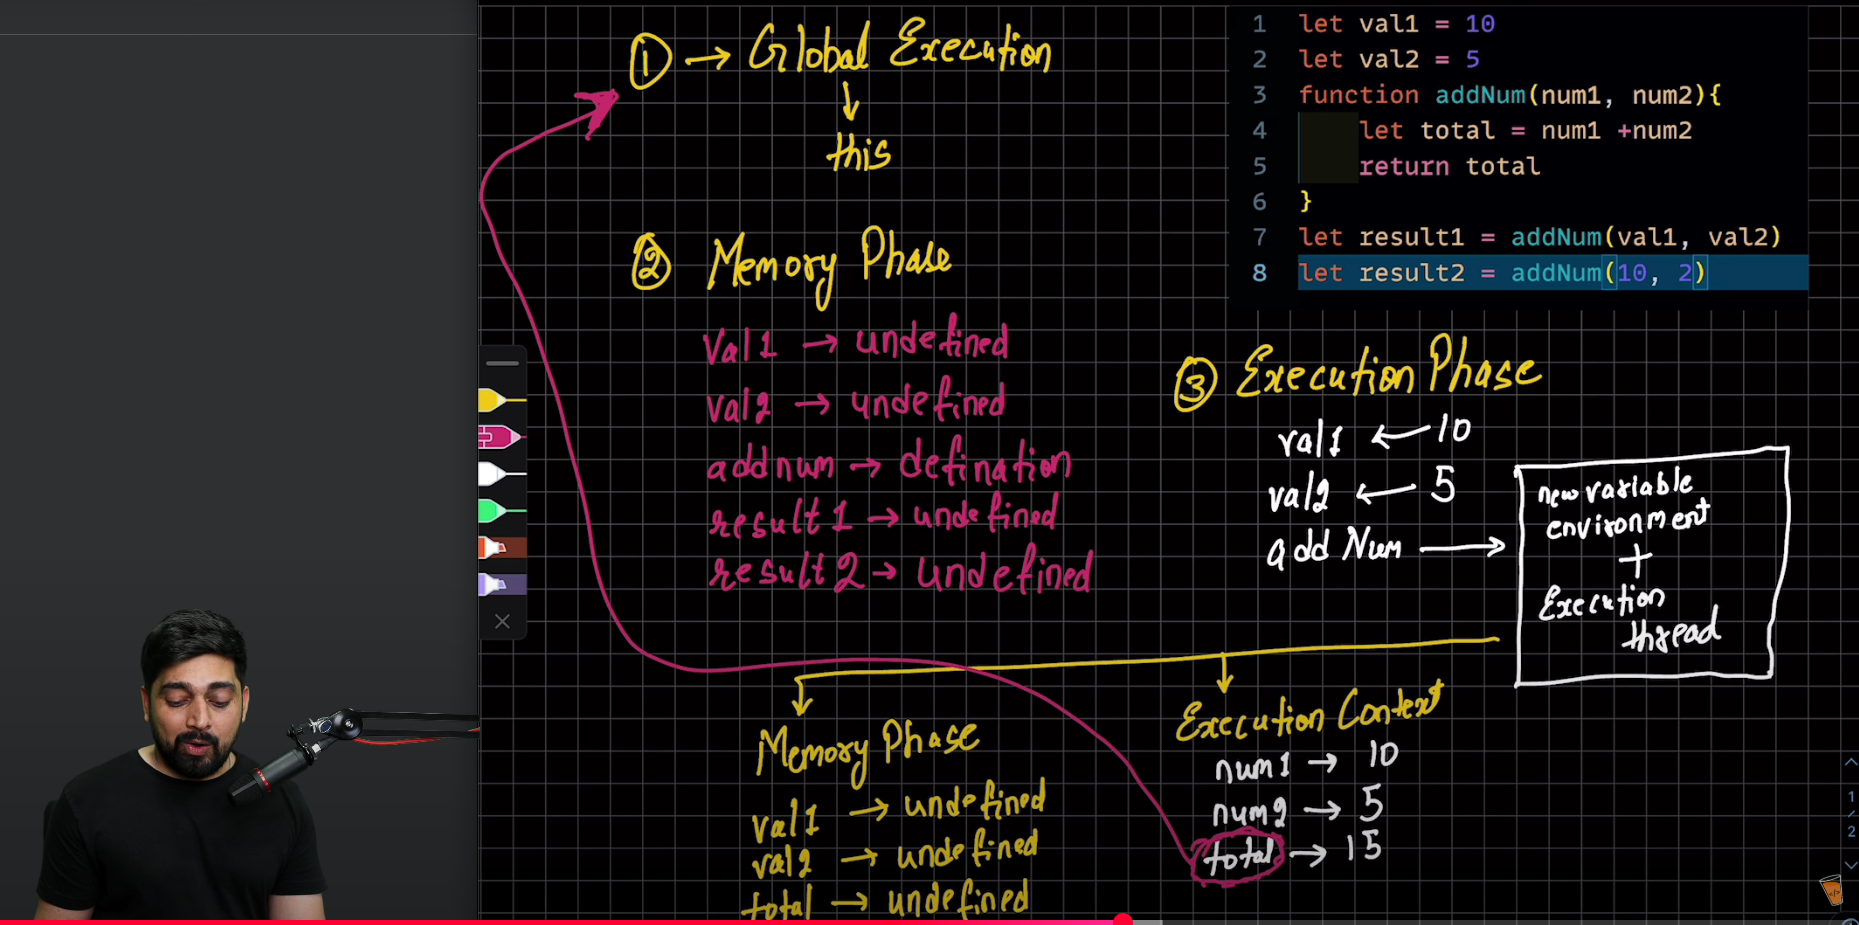 ① → Global Execution
↓
this
② Memory Phase
Val1 → undefined
val2 → undefined
addnum → defination
result1 → undefined
result2 → undefined
1 let val1 = 10
2 let val2 = 5
3 function addNum(num1, num2){
4 let total = num1 +num2
5 return total
6 }
7 let result1 = addNum(val1, val2)
8 let result2 = addNum(10, 2)
③ Execution Phase
val1 ← 10
val2 ← 5
add Num →
new variable
environment
+
Execution
thread
Memory Phase
val1 → undefined
val2 → undefined
total → undefined
Execution Context
num1 → 10
num2 → 5
total → 15
1
/
2